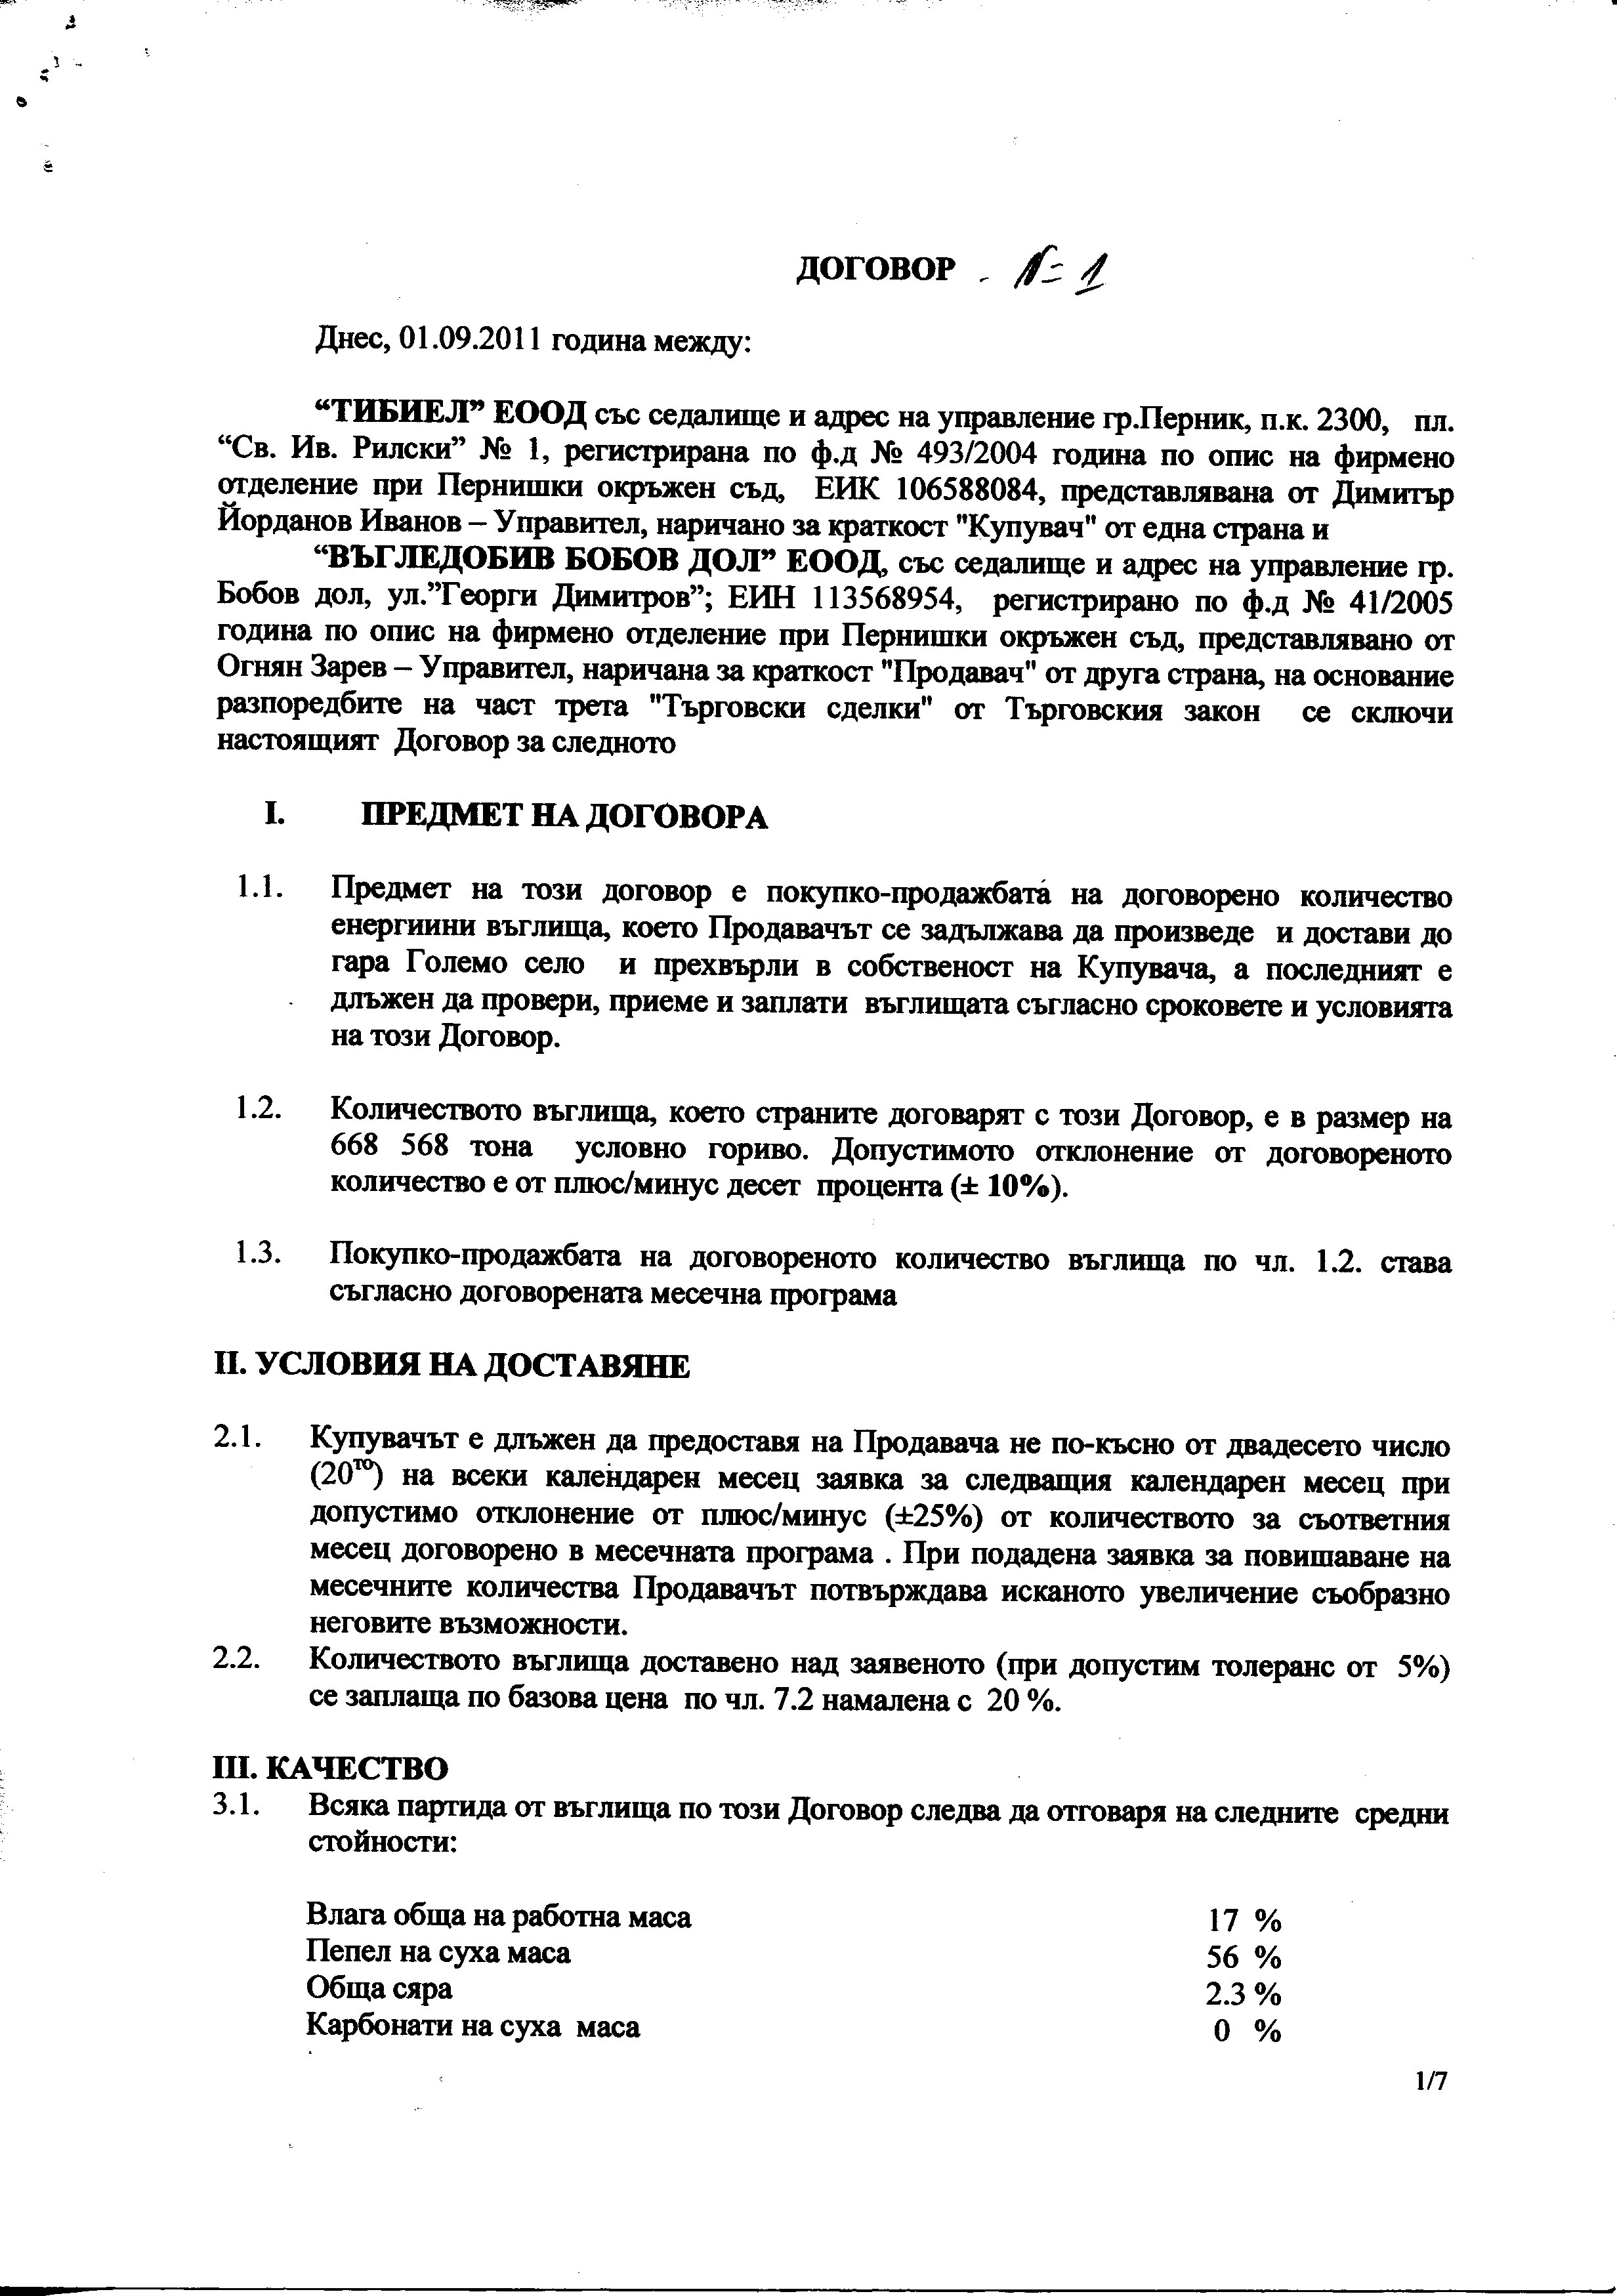 ДОГОВОР - №1
Днес, 01.09.2011 година между:
“ТИБИЕЛ” ЕООД със седалище и адрес на управление гр.Перник, п.к. 2300, пл.
“Св. Ив. Рилски” № 1, регистрирана по ф.д № 493/2004 година по опис на фирмено
отделение при Пернишки окръжен съд, ЕИК 106588084, представлявана от Димитър
Йорданов Иванов – Управител, наричано за краткост "Купувач" от една страна и
“ВЪГЛЕДОБИВ БОБОВ ДОЛ” ЕООД, със седалище и адрес на управление гр.
Бобов дол, ул.”Георги Димитров”; ЕИН 113568954, регистрирано по ф.д № 41/2005
година по опис на фирмено отделение при Пернишки окръжен съд, представлявано от
Огнян Зарев – Управител, наричана за краткост "Продавач" от друга страна, на основание
разпоредбите на част трета "Търговски сделки" от Търговския закон се сключи
настоящият Договор за следното
I. ПРЕДМЕТ НА ДОГОВОРА
1.1. Предмет на този договор е покупко-продажбата на договорено количество
енергиини въглища, което Продавачът се задължава да произведе и достави до
гара Големо село и прехвърли в собственост на Купувача, а последният е
длъжен да провери, приеме и заплати въглищата съгласно сроковете и условията
на този Договор.
1.2. Количеството въглища, което страните договарят с този Договор, е в размер на
668 568 тона условно гориво. Допустимото отклонение от договореното
количество е от плюс/минус десет процента (± 10%).
1.3. Покупко-продажбата на договореното количество въглища по чл. 1.2. става
съгласно договорената месечна програма
II. УСЛОВИЯ НА ДОСТАВЯНЕ
2.1. Купувачът е длъжен да предоставя на Продавача не по-късно от двадесето число
(20то) на всеки календарен месец заявка за следващия календарен месец при
допустимо отклонение от плюс/минус (±25%) от количеството за съответния
месец договорено в месечната програма . При подадена заявка за повишаване на
месечните количества Продавачът потвърждава исканото увеличение съобразно
неговите възможности.
2.2. Количеството въглища доставено над заявеното (при допустим толеранс от 5%)
се заплаща по базова цена по чл. 7.2 намалена с 20 %.
III. КАЧЕСТВО
3.1. Всяка партида от въглища по този Договор следва да отговаря на следните средни
стойности:
Влага обща на работна маса 17 %
Пепел на суха маса 56 %
Обща сяра 2.3 %
Карбонати на суха маса 0 %
1/7